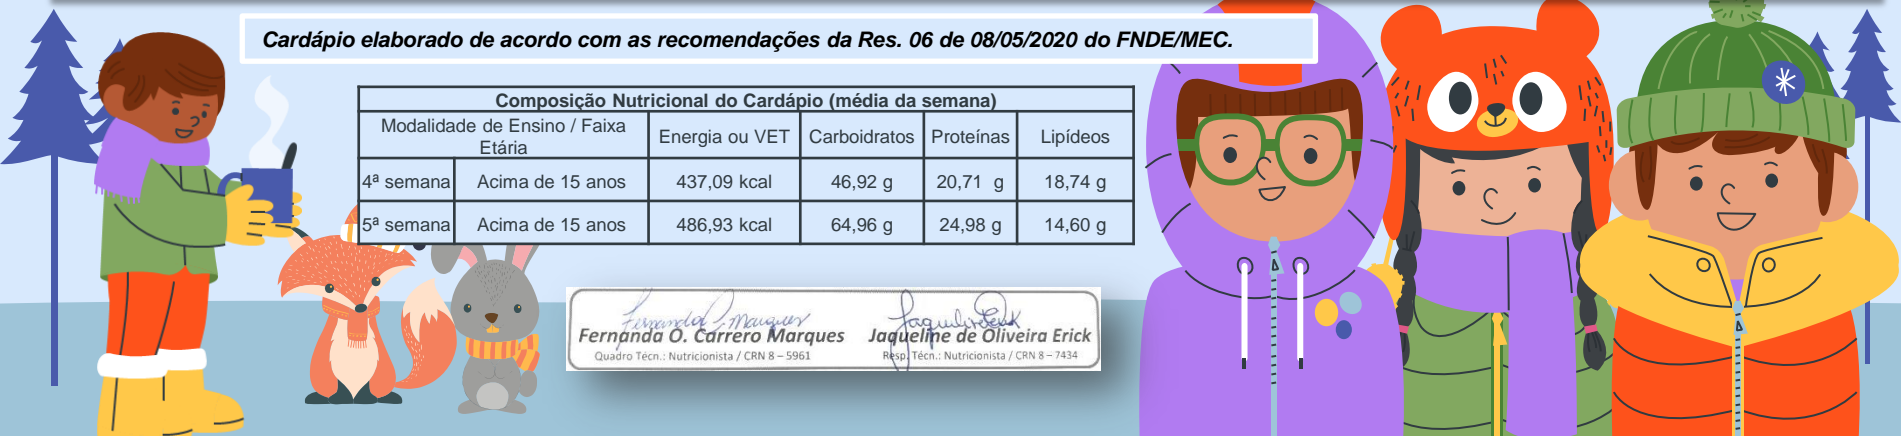 Cardápio elaborado de acordo com as recomendações da Res. 06 de 08/05/2020 do FNDE/MEC.
Composição Nutricional do Cardápio (média da semana)
Modalidade de Ensino / Faixa Etária Energia ou VET Carboidratos Proteínas Lipídeos
4ª semana Acima de 15 anos 437,09 kcal 46,92 g 20,71 g 18,74 g
5ª semana Acima de 15 anos 486,93 kcal 64,96 g 24,98 g 14,60 g
Fernanda O. Carrero Marques Jaqueline de Oliveira Erick
Quadro Técn.: Nutricionista / CRN 8 – 5961 Resp. Técn.: Nutricionista / CRN 8 – 7434